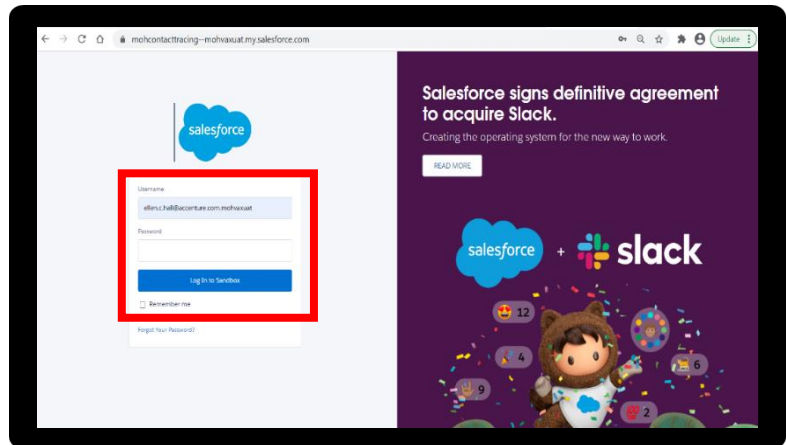 mohcontacttracing--mohvaxuat.my.salesforce.com
Update
salesforce
Username
ellen.c.hall@accenture.com.mohvaxuat
Password
Log In to Sandbox
Remember me
Forgot Your Password?
Salesforce signs definitive agreement
to acquire Slack.
Creating the operating system for the new way to work.
READ MORE
salesforce + slack
12
4
6
9
2